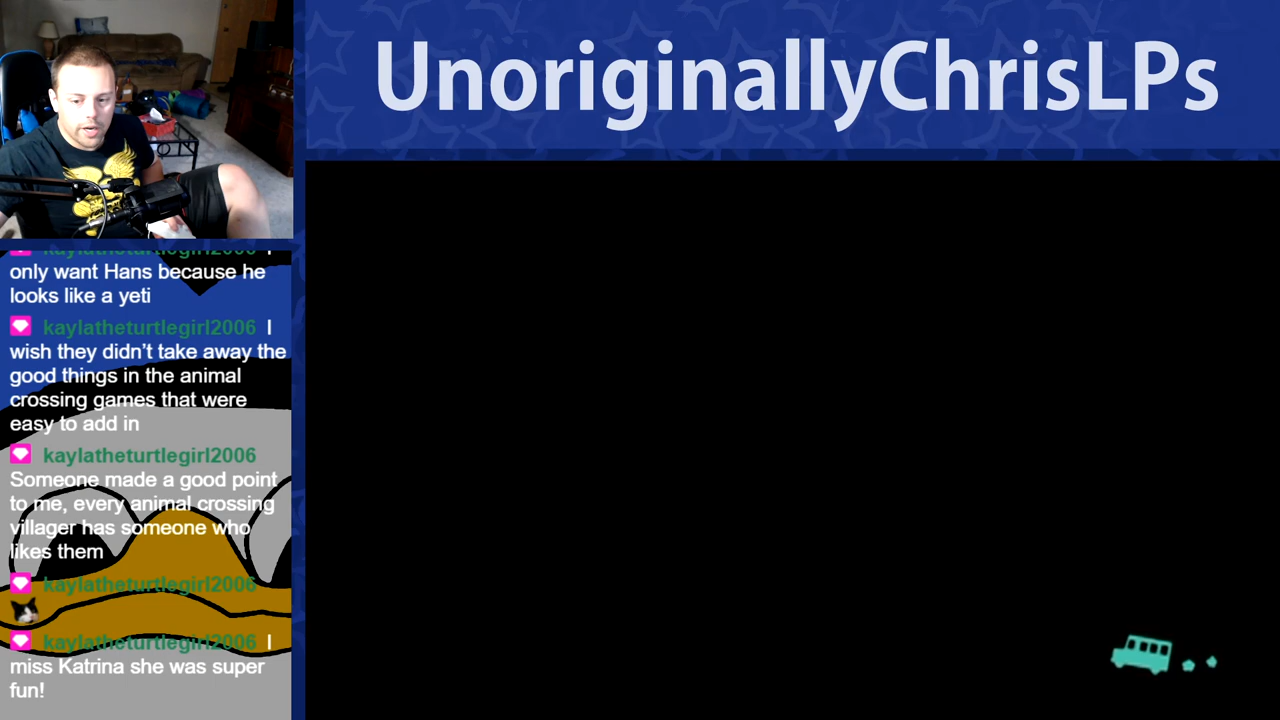 UnoriginallyChrisLPs
kaylatheturtlegirl2006 I
only want Hans because he
looks like a yeti
kaylatheturtlegirl2006 I
wish they didn't take away the
good things in the animal
crossing games that were
easy to add in
kaylatheturtlegirl2006
Someone made a good point
to me, every animal crossing
villager has someone who
likes them
kaylatheturtlegirl2006
kaylatheturtlegirl2006 I
miss Katrina she was super
fun!